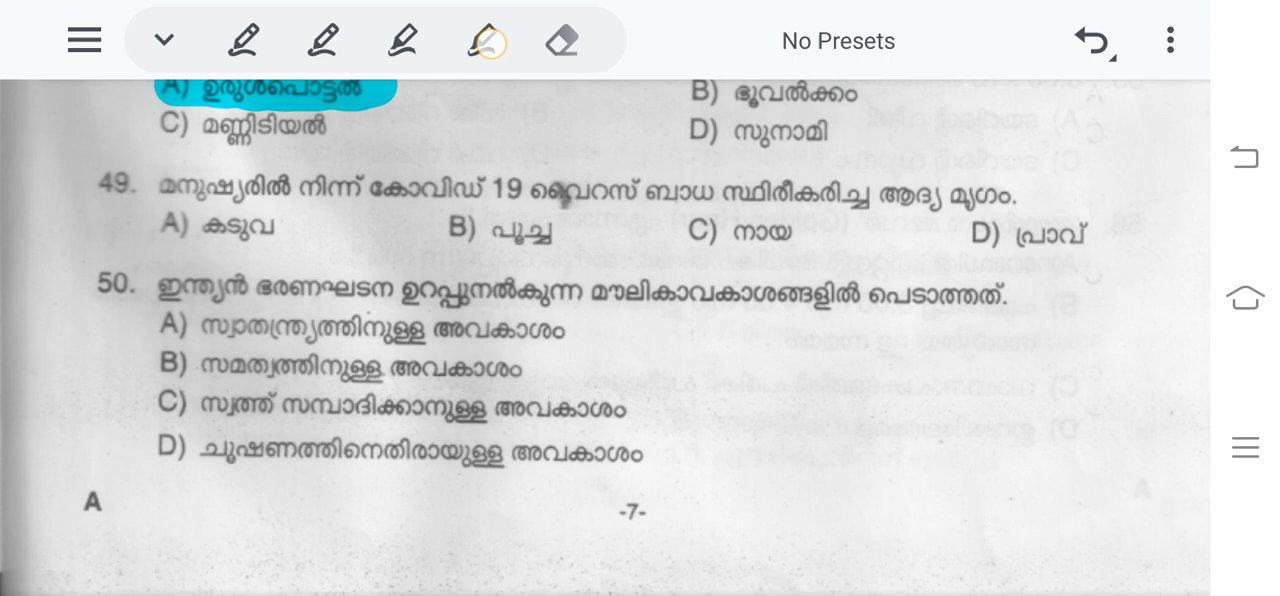 No Presets
A) ഉരുൾപൊട്ടൽ B) ഭൂവൽക്കം
C) മണ്ണിടിയൽ D) സുനാമി
49. മനുഷ്യരിൽ നിന്ന് കോവിഡ് 19 വൈറസ് ബാധ സ്ഥിരീകരിച്ച ആദ്യ മൃഗം.
A) കടുവ B) പൂച്ച C) നായ D) പ്രാവ്
50. ഇന്ത്യൻ ഭരണഘടന ഉറപ്പുനൽകുന്ന മൗലികാവകാശങ്ങളിൽ പെടാത്തത്.
A) സ്വാതന്ത്ര്യത്തിനുള്ള അവകാശം
B) സമത്വത്തിനുള്ള അവകാശം
C) സ്വത്ത് സമ്പാദിക്കാനുള്ള അവകാശം
D) ചൂഷണത്തിനെതിരായുള്ള അവകാശം
A -7-